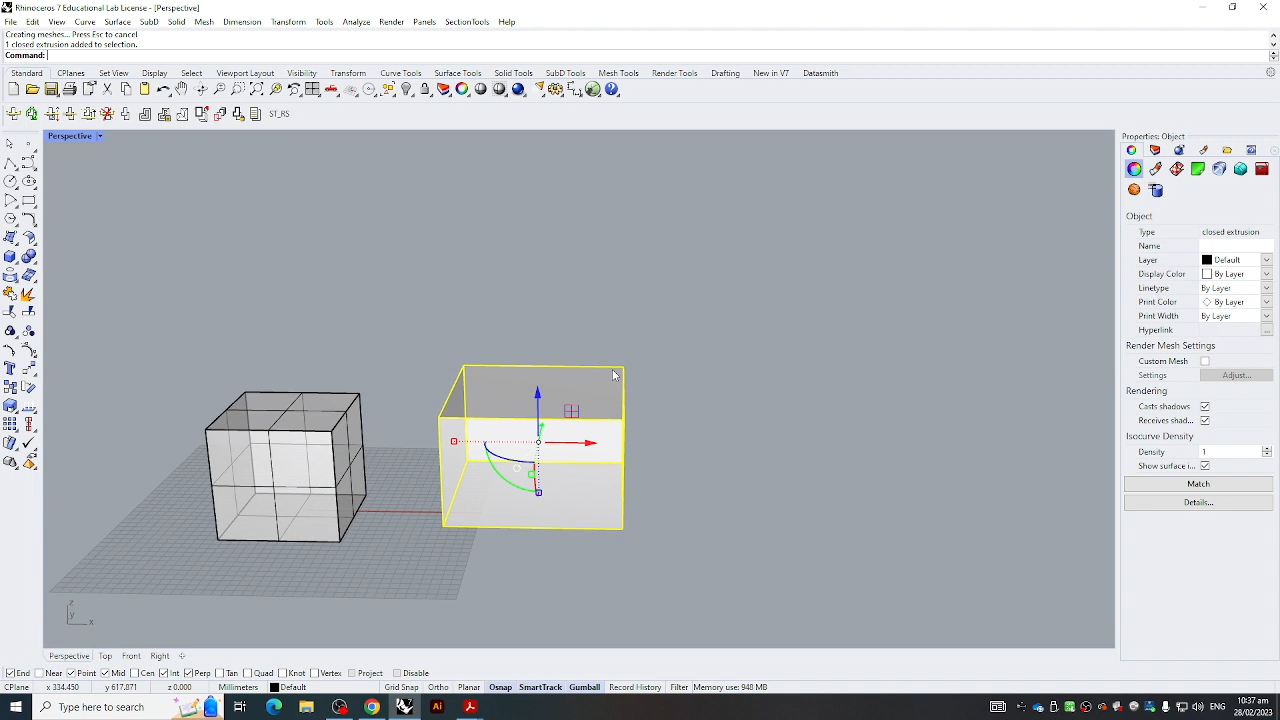 Rhinoceros 7 Educational Lab License - [Perspective]
File Edit View Curve Surface SubD Solid Mesh Dimension Transform Tools Analyze Render Panels SectionTools Help
Creating meshes... Press Esc to cancel
1 closed extrusion added to selection.
Command:
Standard CPlanes Set View Display Select Viewport Layout Visibility Transform Curve Tools Surface Tools Solid Tools SubD Tools Mesh Tools Render Tools Drafting New in V7 Datasmith
ST_RS
Perspective
Properties: Object
Object
Type closed extrusion
Name
Layer Default
Display Color By Layer
Linetype By Layer
Print Color By Layer
Print Width By Layer
Hyperlink ...
Render Mesh Settings
Custom Mesh
Settings Adjust...
Rendering
Casts shadows
Receives shad...
Isocurve Density
Density 1
Show surface i...
Match
Details...
z
y
x
Perspective Top Front Right
End Near Point Mid Cen Int Perp Tan Quad Knot Vertex Project Disable
CPlane x 334.450 y 617.871 z 0.000 Millimeters Default Grid Snap Ortho Planar Osnap SmartTrack Gumball Record History Filter Memory use: 948 MB
Type here to search
Ai
ENG
10:37 am
28/02/2023